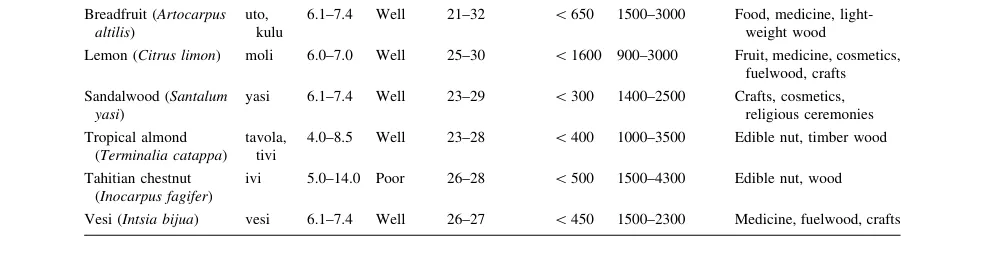 Breadfruit (Artocarpus uto, 6.1–7.4 Well 21–32 < 650 1500–3000 Food, medicine, light-
altilis) kulu weight wood
Lemon (Citrus limon) moli 6.0–7.0 Well 25–30 < 1600 900–3000 Fruit, medicine, cosmetics,
fuelwood, crafts
Sandalwood (Santalum yasi 6.1–7.4 Well 23–29 < 300 1400–2500 Crafts, cosmetics,
yasi) religious ceremonies
Tropical almond tavola, 4.0–8.5 Well 23–28 < 400 1000–3500 Edible nut, timber wood
(Terminalia catappa) tivi
Tahitian chestnut ivi 5.0–14.0 Poor 26–28 < 500 1500–4300 Edible nut, wood
(Inocarpus fagifer)
Vesi (Intsia bijua) vesi 6.1–7.4 Well 26–27 < 450 1500–2300 Medicine, fuelwood, crafts